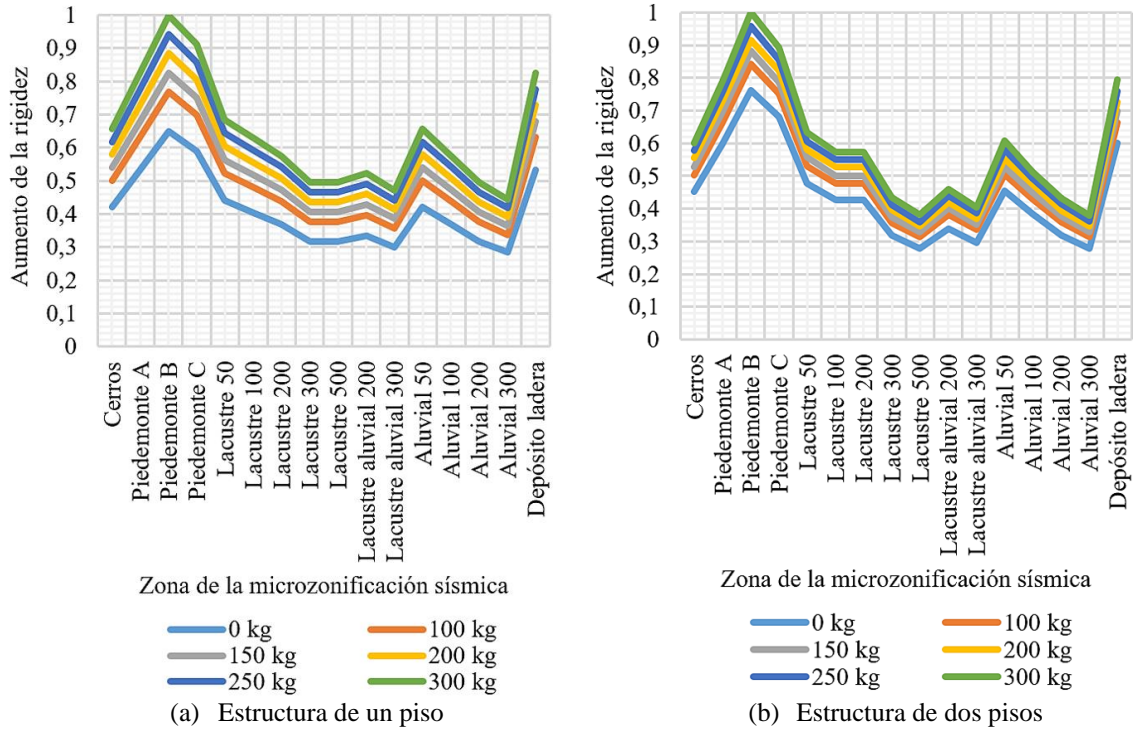 Aumento de la rigidez
1
0,9
0,8
0,7
0,6
0,5
0,4
0,3
0,2
0,1
0
Cerros
Piedemonte A
Piedemonte B
Piedemonte C
Lacustre 50
Lacustre 100
Lacustre 200
Lacustre 300
Lacustre 500
Lacustre aluvial 200
Lacustre aluvial 300
Aluvial 50
Aluvial 100
Aluvial 200
Aluvial 300
Depósito ladera
Zona de la microzonificación sísmica
0 kg 100 kg
150 kg 200 kg
250 kg 300 kg
(a) Estructura de un piso
Aumento de la rigidez
1
0,9
0,8
0,7
0,6
0,5
0,4
0,3
0,2
0,1
0
Cerros
Piedemonte A
Piedemonte B
Piedemonte C
Lacustre 50
Lacustre 100
Lacustre 200
Lacustre 300
Lacustre 500
Lacustre aluvial 200
Lacustre aluvial 300
Aluvial 50
Aluvial 100
Aluvial 200
Aluvial 300
Depósito ladera
Zona de la microzonificación sísmica
0 kg 100 kg
150 kg 200 kg
250 kg 300 kg
(b) Estructura de dos pisos